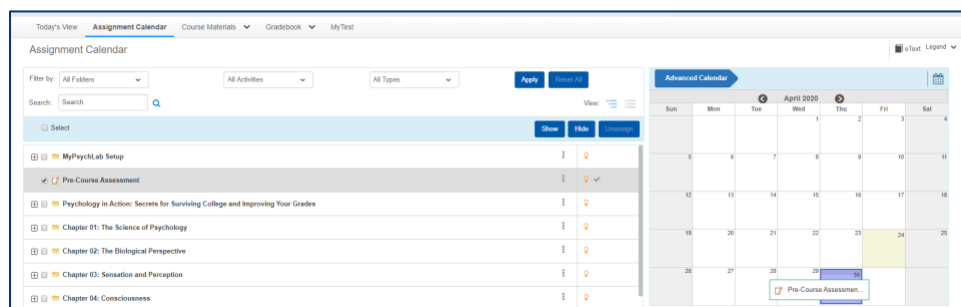 Today's View Assignment Calendar Course Materials Gradebook MyTest
Assignment Calendar
eText Legend
Filter by: All Folders All Activities All Types Apply Reset All
Search: Search View:
Select Show Hide Unassign
MyPsychLab Setup
Pre-Course Assessment
Psychology in Action: Secrets for Surviving College and Improving Your Grades
Chapter 01: The Science of Psychology
Chapter 02: The Biological Perspective
Chapter 03: Sensation and Perception
Chapter 04: Consciousness
Advanced Calendar
April 2020
Sun Mon Tue Wed Thu Fri Sat
1 2 3 4
5 6 7 8 9 10 11
12 13 14 15 16 17 18
19 20 21 22 23 24 25
26 27 28 29 30
Pre-Course Assessmen...